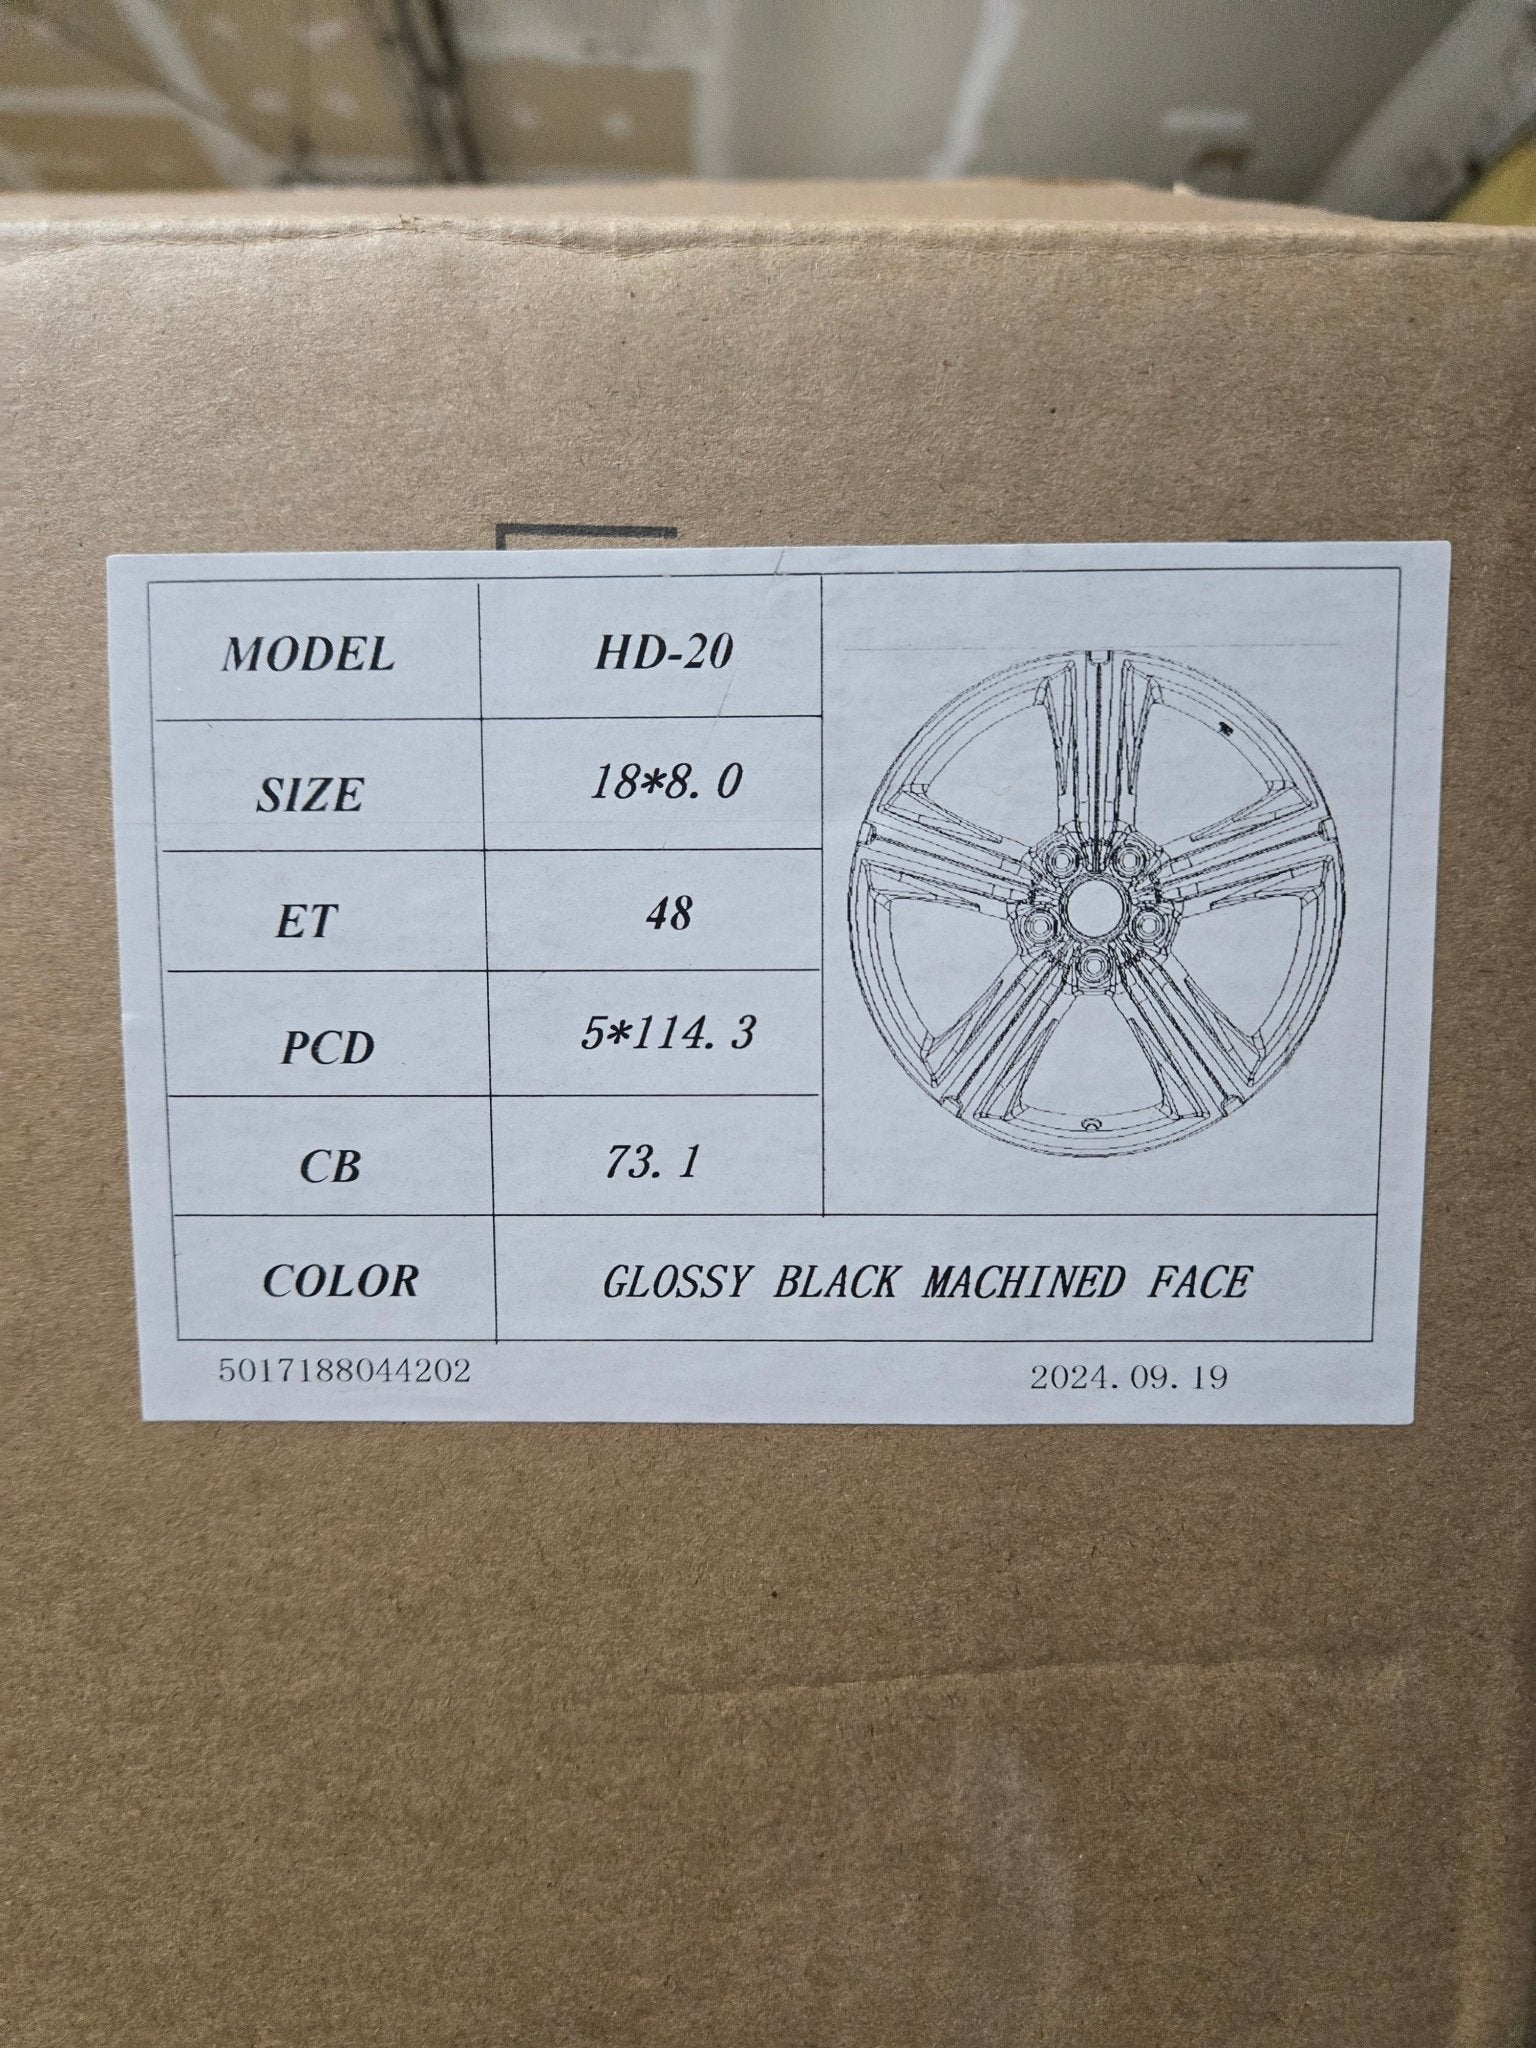 MODEL HD-20
SIZE 18*8.0
ET 48
PCD 5*114.3
CB 73.1
COLOR GLOSSY BLACK MACHINED FACE
5017188044202 2024.09.19